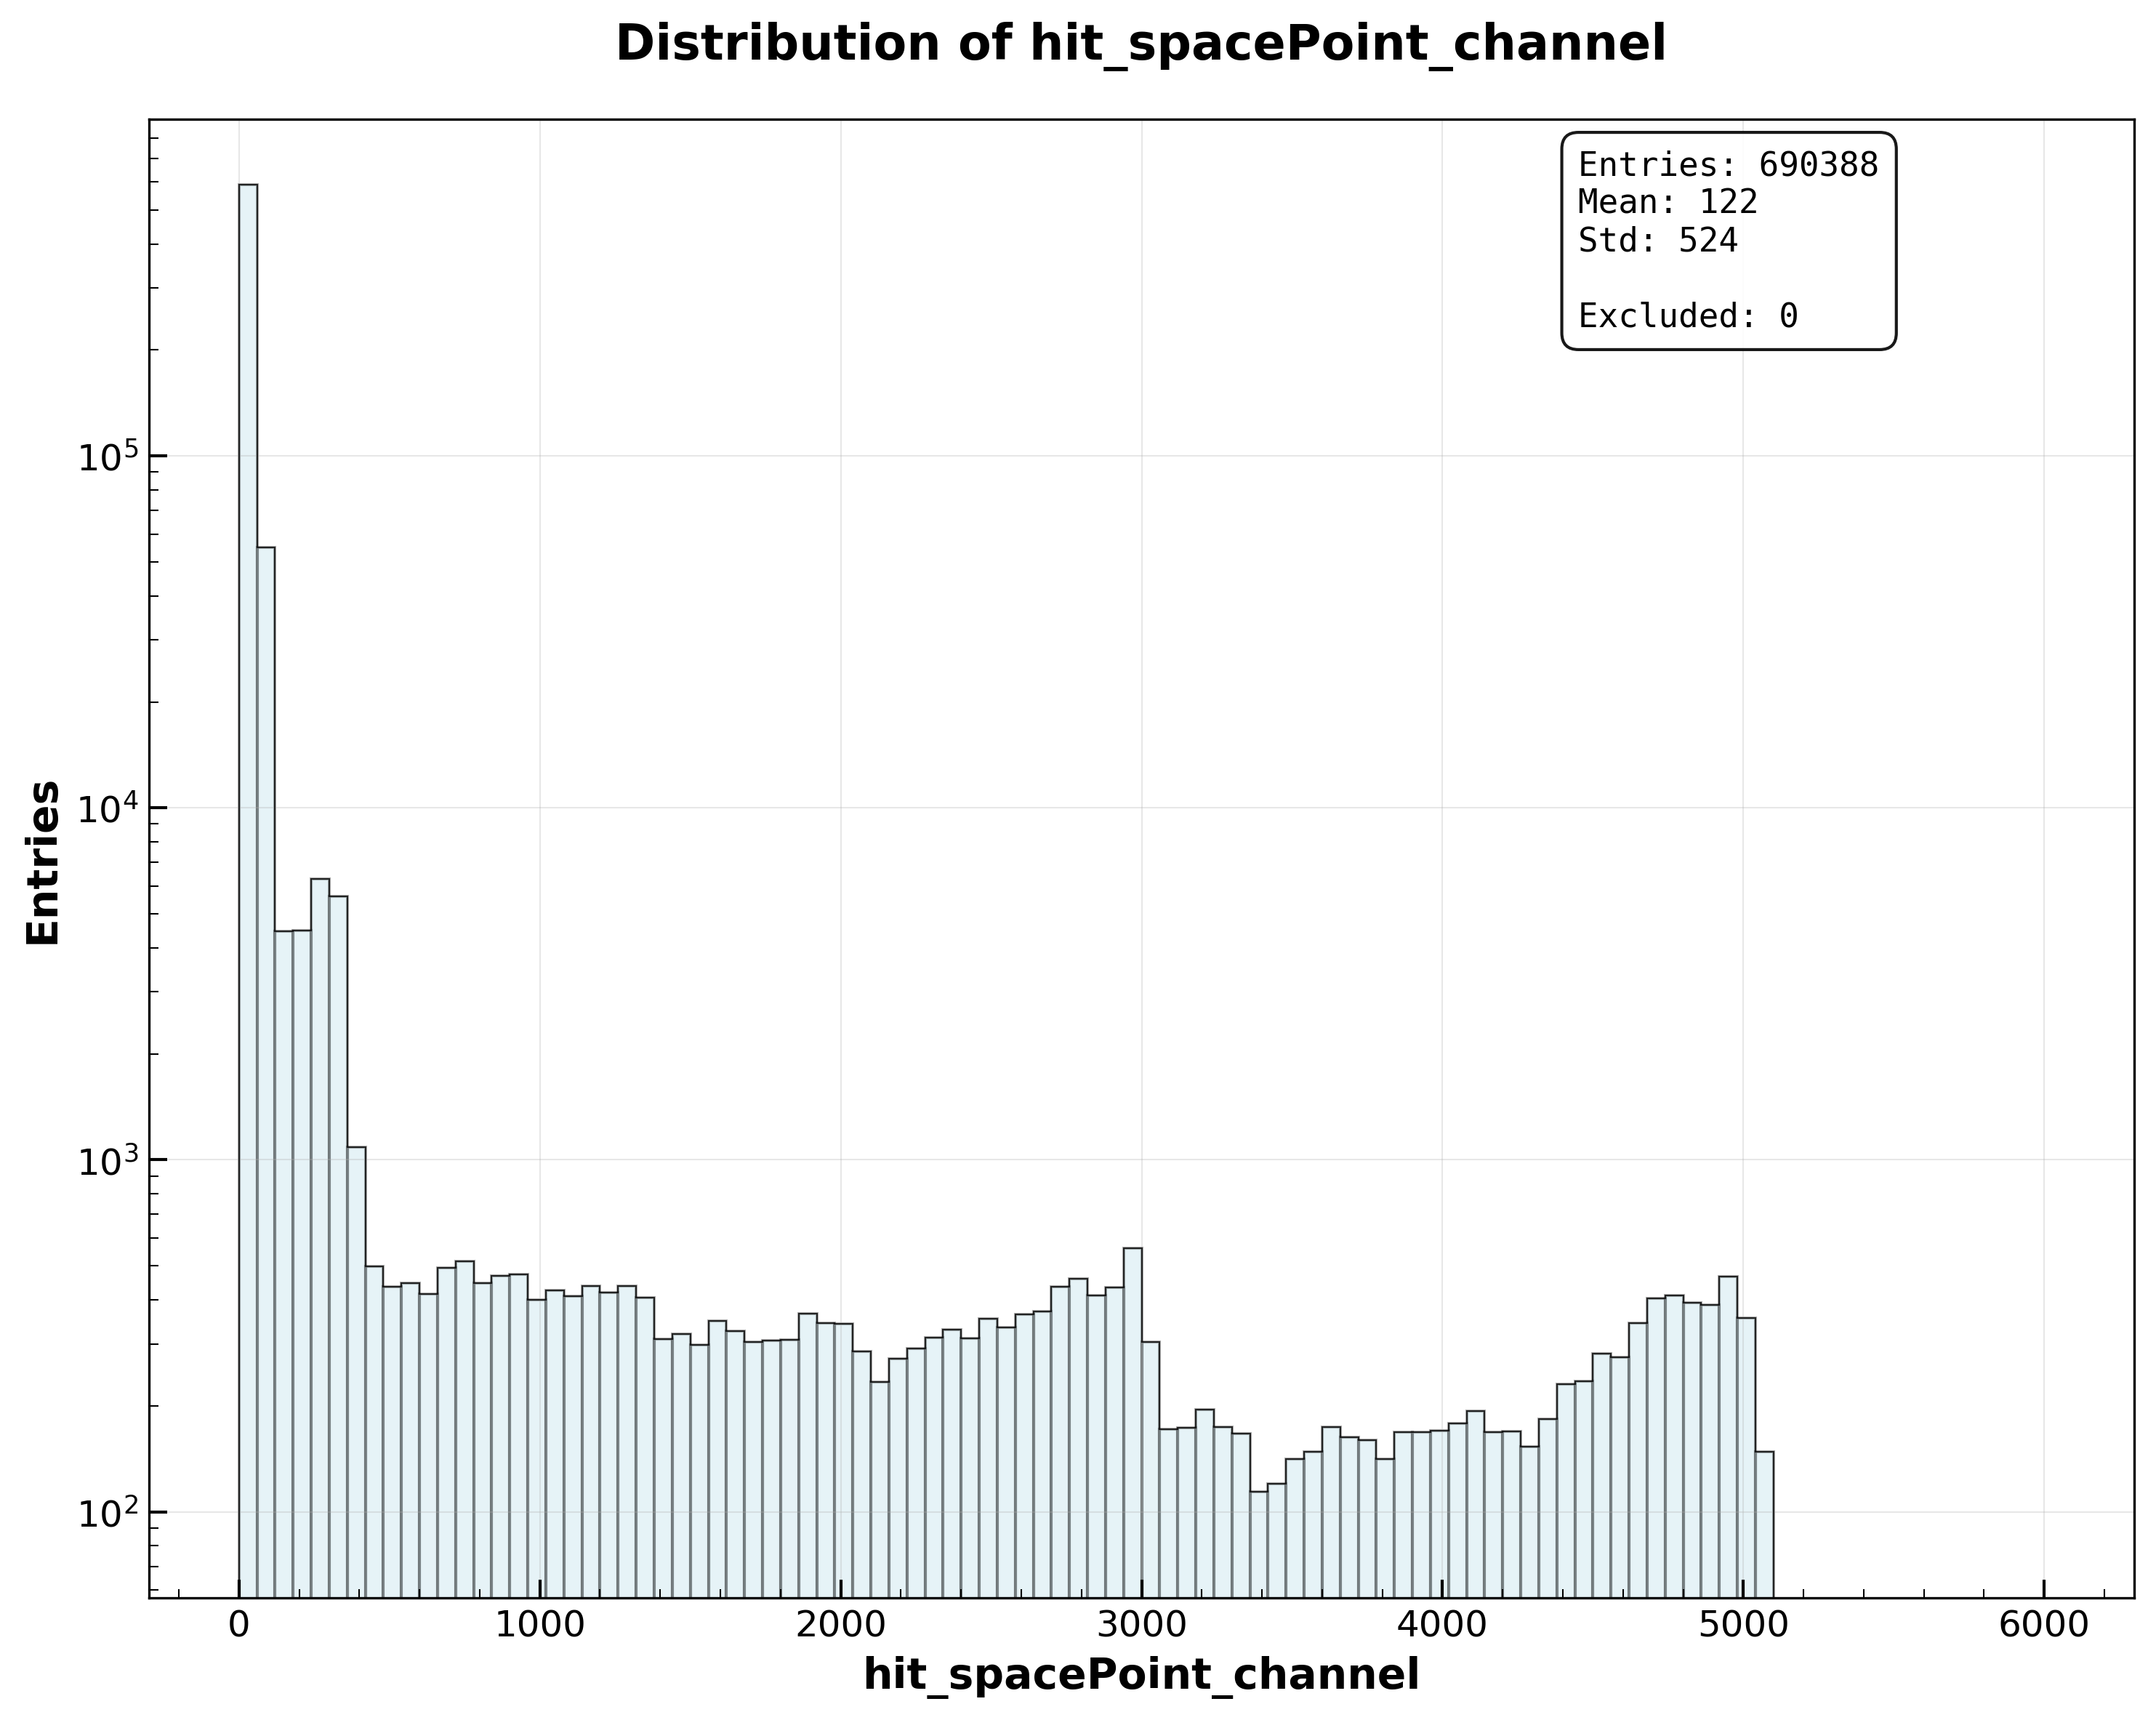 Distribution of hit_spacePoint_channel
Entries: 690388
Mean: 122
Std: 524
Excluded: 0
Entries
10^5
10^4
10^3
10^2
0 1000 2000 3000 4000 5000 6000
hit_spacePoint_channel